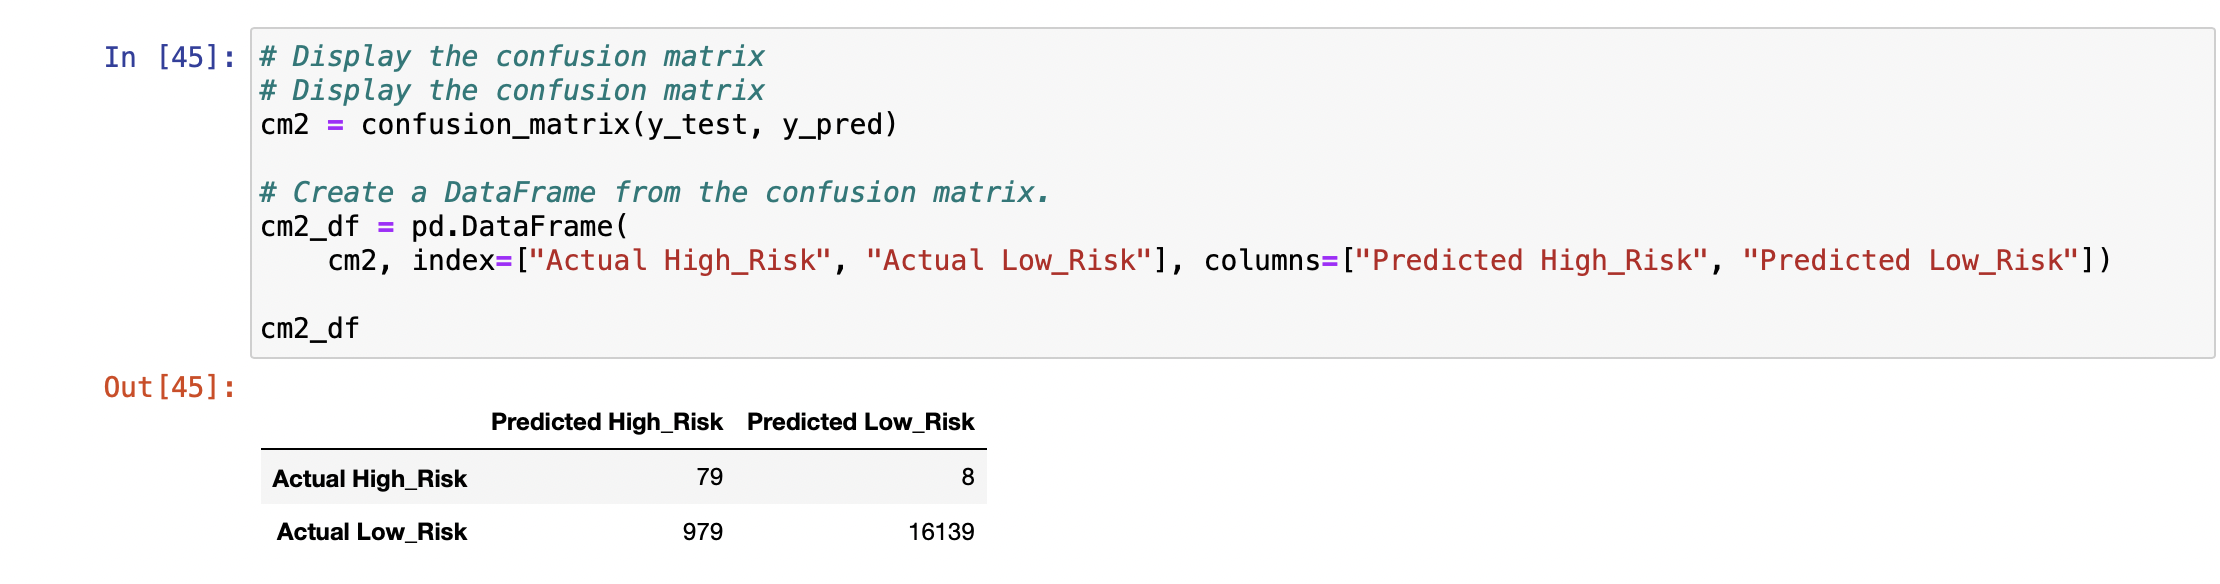 In [45]: # Display the confusion matrix
# Display the confusion matrix
cm2 = confusion_matrix(y_test, y_pred)
# Create a DataFrame from the confusion matrix.
cm2_df = pd.DataFrame(
    cm2, index=["Actual High_Risk", "Actual Low_Risk"], columns=["Predicted High_Risk", "Predicted Low_Risk"])
cm2_df
Out[45]:
Predicted High_Risk Predicted Low_Risk
Actual High_Risk 79 8
Actual Low_Risk 979 16139